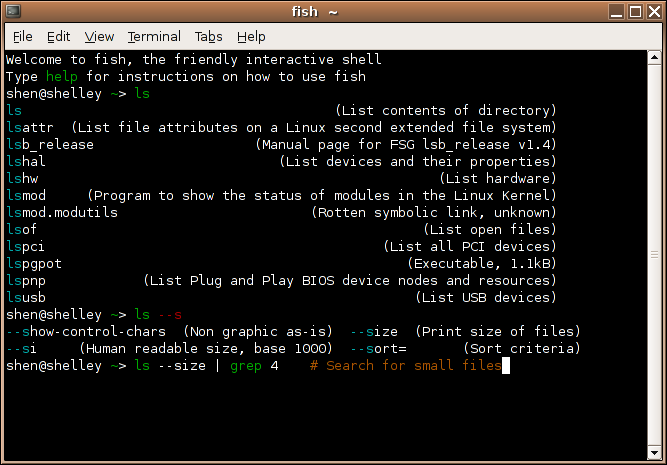 fish ~
File Edit View Terminal Tabs Help
Welcome to fish, the friendly interactive shell
Type help for instructions on how to use fish
shen@shelley ~> ls
ls (List contents of directory)
lsattr (List file attributes on a Linux second extended file system)
lsb_release (Manual page for FSG lsb_release v1.4)
lshal (List devices and their properties)
lshw (List hardware)
lsmod (Program to show the status of modules in the Linux Kernel)
lsmod.modutils (Rotten symbolic link, unknown)
lsof (List open files)
lspci (List all PCI devices)
lspgpot (Executable, 1.1kB)
lspnp (List Plug and Play BIOS device nodes and resources)
lsusb (List USB devices)
shen@shelley ~> ls --s
--show-control-chars (Non graphic as-is) --size (Print size of files)
--si (Human readable size, base 1000) --sort= (Sort criteria)
shen@shelley ~> ls --size | grep 4 # Search for small files